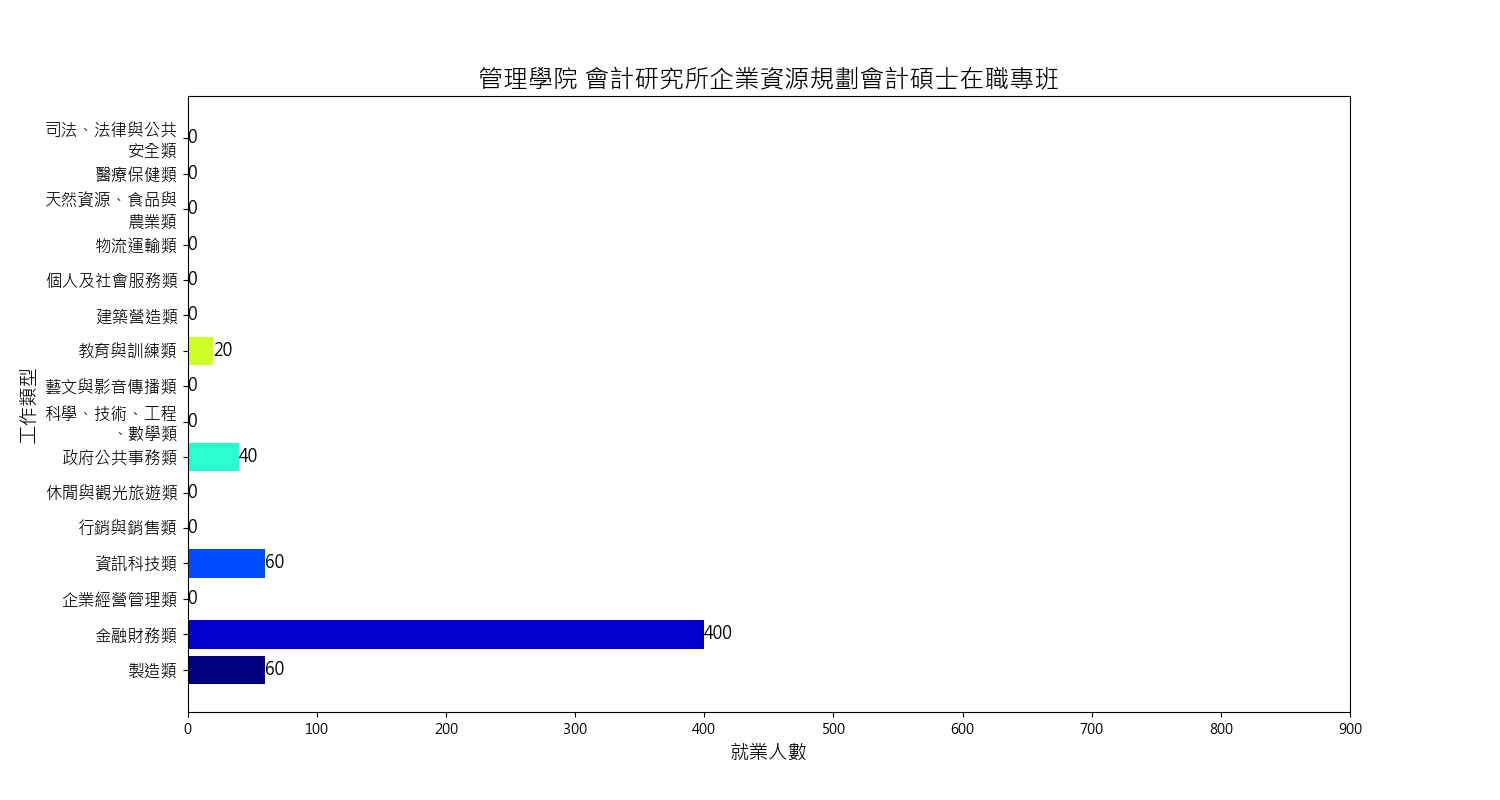 管理學院 會計研究所企業資源規劃會計碩士在職專班
工作類型
司法、法律與公共
安全類
0
醫療保健類
0
天然資源、食品與
農業類
0
物流運輸類
0
個人及社會服務類
0
建築營造類
0
教育與訓練類
20
藝文與影音傳播類
0
科學、技術、工程
、數學類
0
政府公共事務類
40
休閒與觀光旅遊類
0
行銷與銷售類
0
資訊科技類
60
企業經營管理類
0
金融財務類
400
製造類
60
0 100 200 300 400 500 600 700 800 900
就業人數